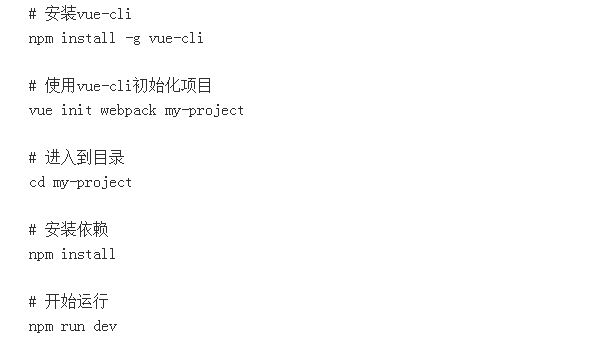 # 安装vue-cli
npm install -g vue-cli
# 使用vue-cli初始化项目
vue init webpack my-project
# 进入到目录
cd my-project
# 安装依赖
npm install
# 开始运行
npm run dev